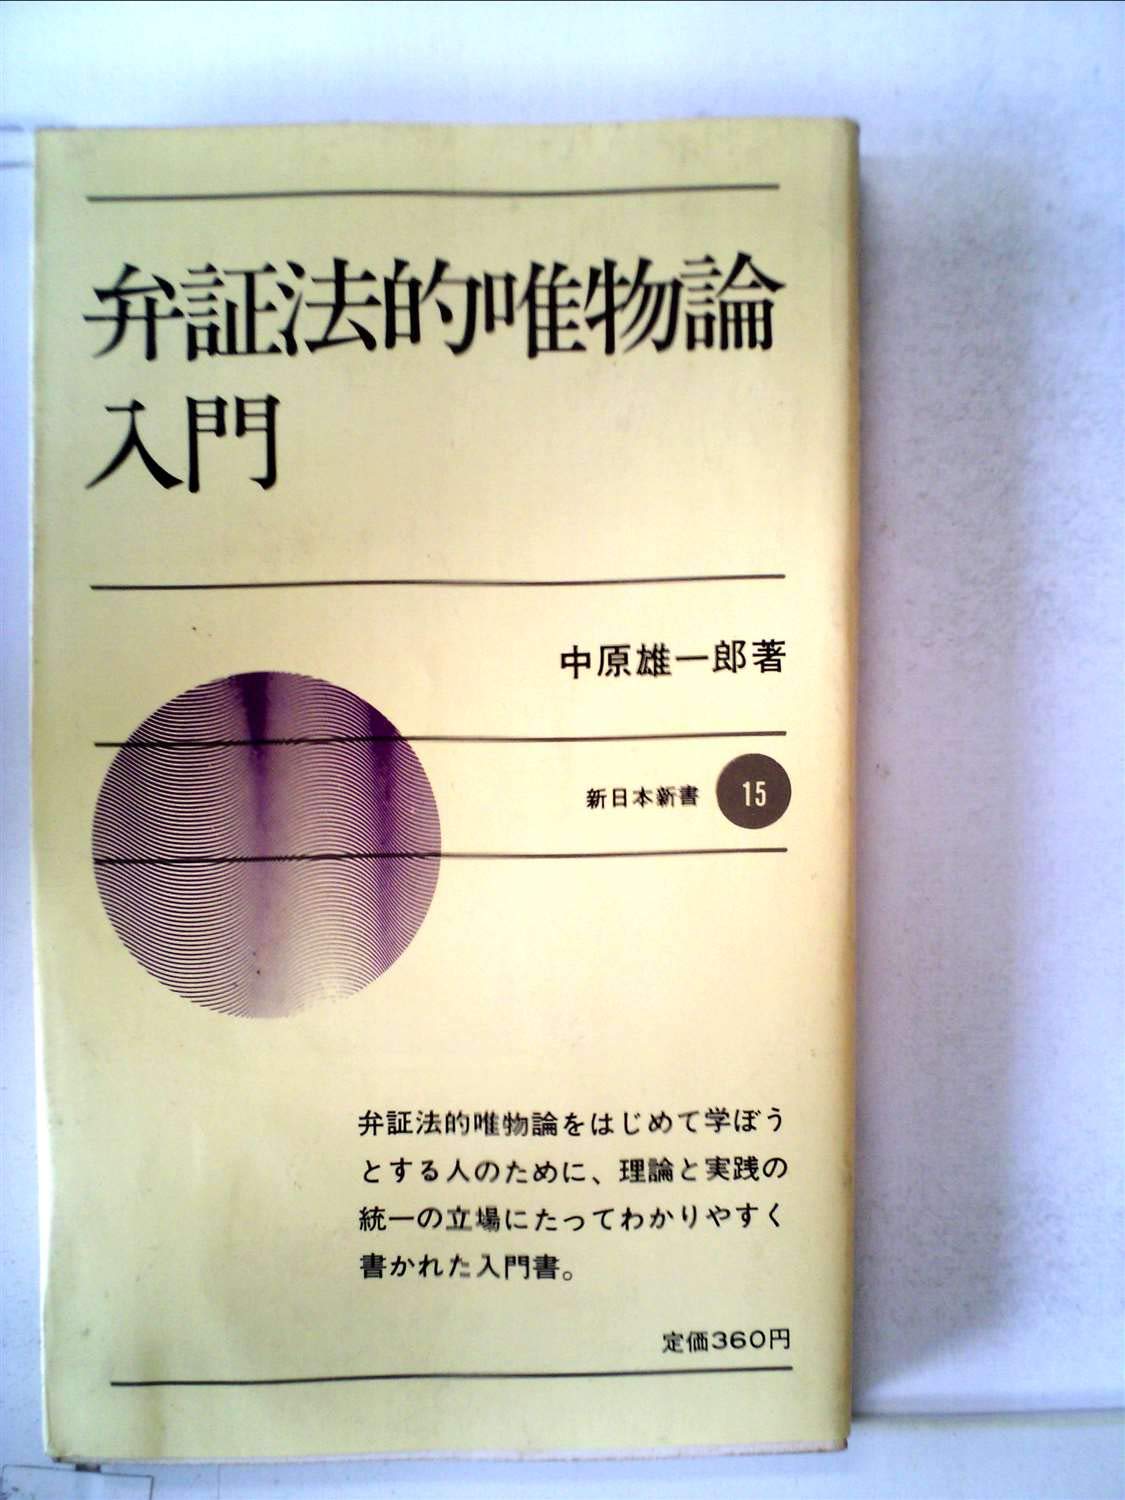 弁証法的唯物論
入門
中原雄一郎著
新日本新書 15
弁証法的唯物論をはじめて学ぼう
とする人のために、理論と実践の
統一の立場にたってわかりやすく
書かれた入門書。
定価360円